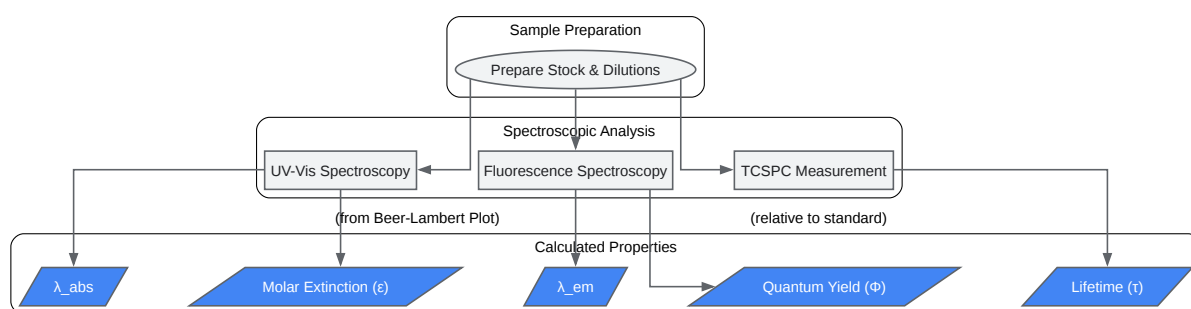 Sample Preparation
Prepare Stock & Dilutions
Spectroscopic Analysis
UV-Vis Spectroscopy
Fluorescence Spectroscopy
TCSPC Measurement
(from Beer-Lambert Plot)
(relative to standard)
Calculated Properties
λ_abs
Molar Extinction (ε)
λ_em
Quantum Yield (Φ)
Lifetime (τ)